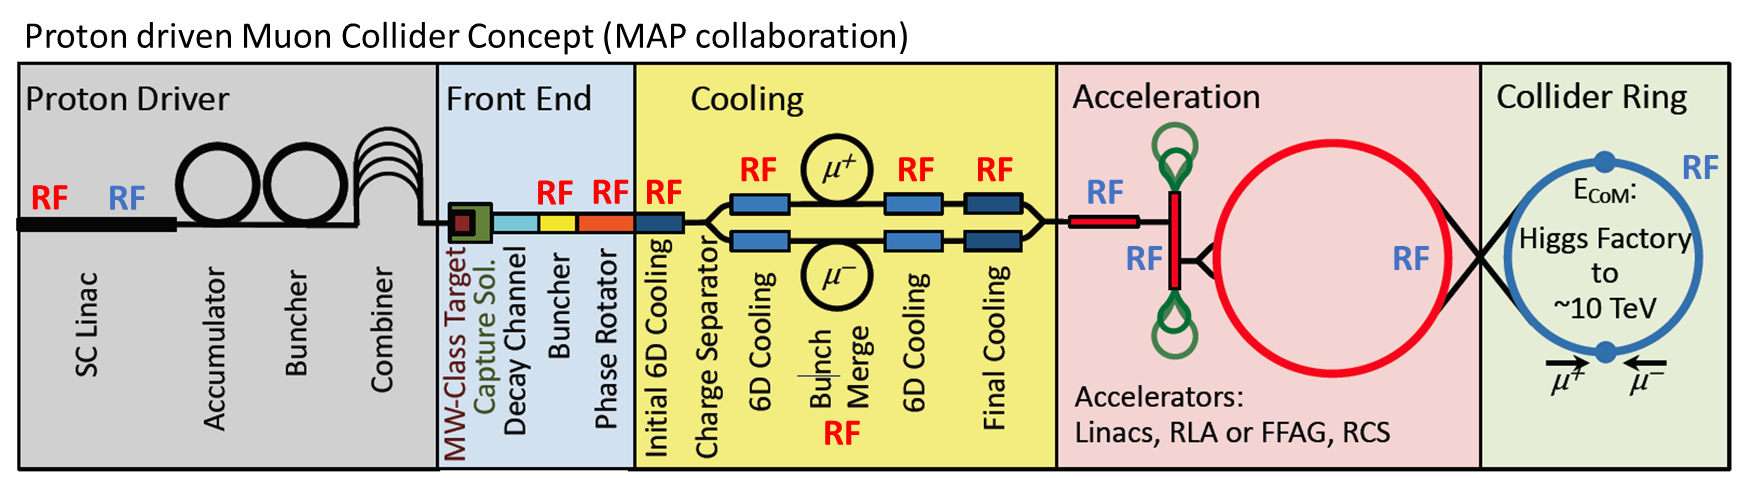 Proton driven Muon Collider Concept (MAP collaboration)
Proton Driver
RF
RF
SC Linac
Accumulator
Buncher
Combiner
Front End
RF
RF
MW-Class Target
Capture Sol.
Decay Channel
Buncher
Phase Rotator
Cooling
RF
RF
μ+
RF
RF
μ−
Initial 6D Cooling
Charge Separator
6D Cooling
Bunch
Merge
RF
6D Cooling
Final Cooling
Acceleration
RF
RF
RF
Accelerators:
Linacs, RLA or FFAG, RCS
Collider Ring
RF
ECoM:
Higgs Factory
to
~10 TeV
μ+
μ−